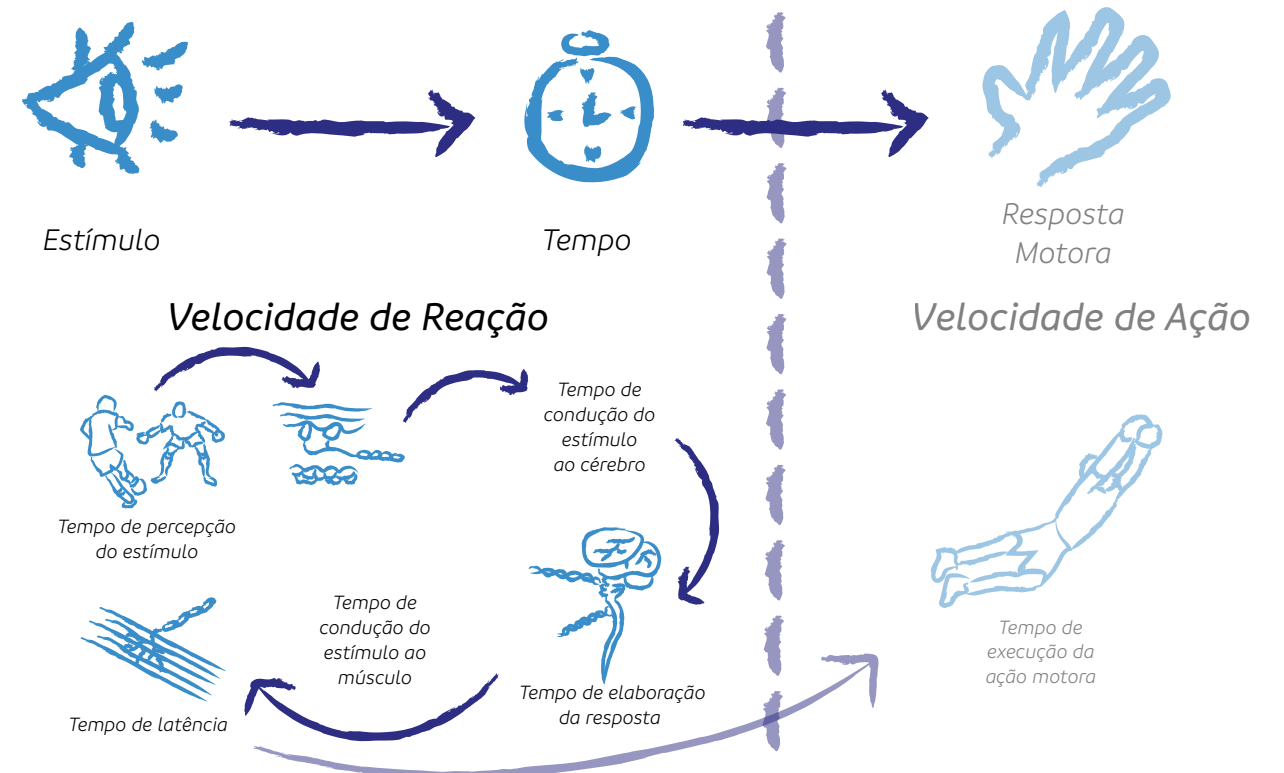 Estímulo
Tempo
Resposta
Motora
Velocidade de Reação
Velocidade de Ação
Tempo de percepção
do estímulo
Tempo de
condução do
estímulo
ao cérebro
Tempo de elaboração
da resposta
Tempo de
condução do
estímulo ao
músculo
Tempo de latência
Tempo de
execução da
ação motora